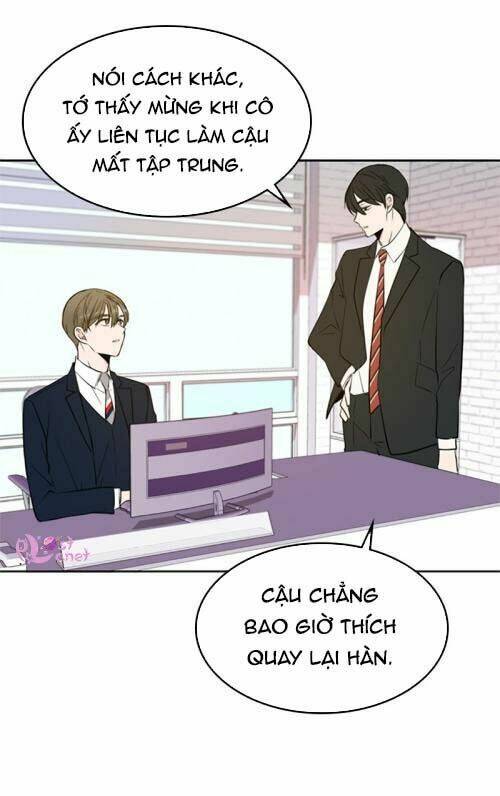 NÓI CÁCH KHÁC,
TỚ THẤY MỪNG KHI CÔ
ẤY LIÊN TỤC LÀM CẬU
MẤT TẬP TRUNG.
CẬU CHẲNG
BAO GIỜ THÍCH
QUAY LẠI HÀN.